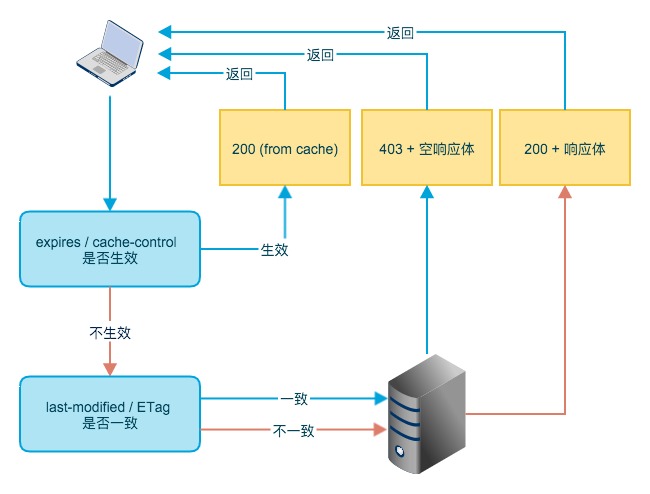 返回
返回
返回
200 (from cache)
403 + 空响应体
200 + 响应体
expires / cache-control
是否生效
生效
不生效
last-modified / ETag
是否一致
一致
不一致